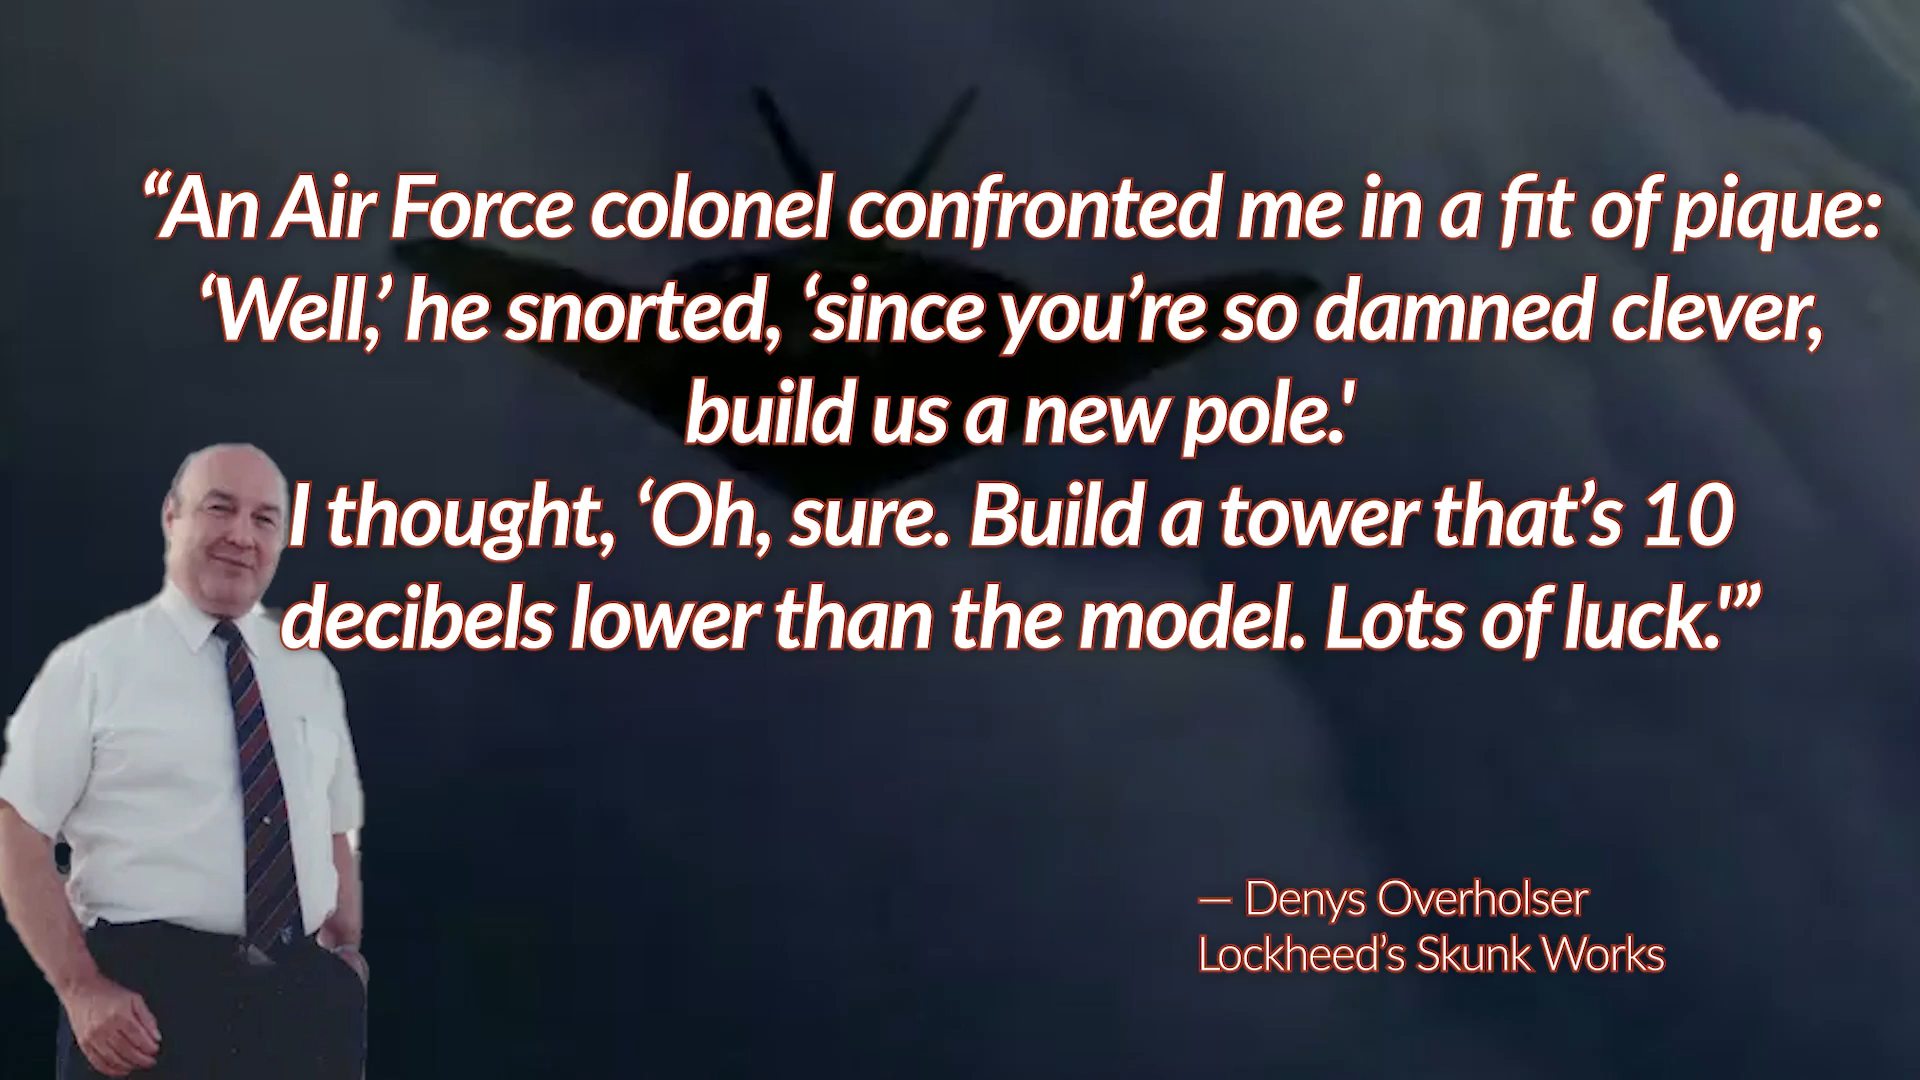 “An Air Force colonel confronted me in a fit of pique:
‘Well,’ he snorted, ‘since you’re so damned clever,
build us a new pole.'
I thought, ‘Oh, sure. Build a tower that’s 10
decibels lower than the model. Lots of luck.'”
— Denys Overholser
Lockheed’s Skunk Works